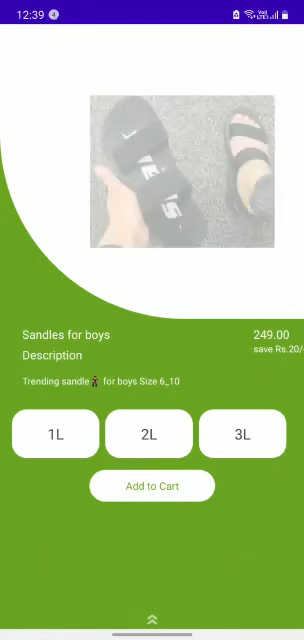 12:39 4
Sandles for boys
249.00
Description
save Rs.20/-
Trending sandle for boys Size 6_10
1L
2L
3L
Add to Cart